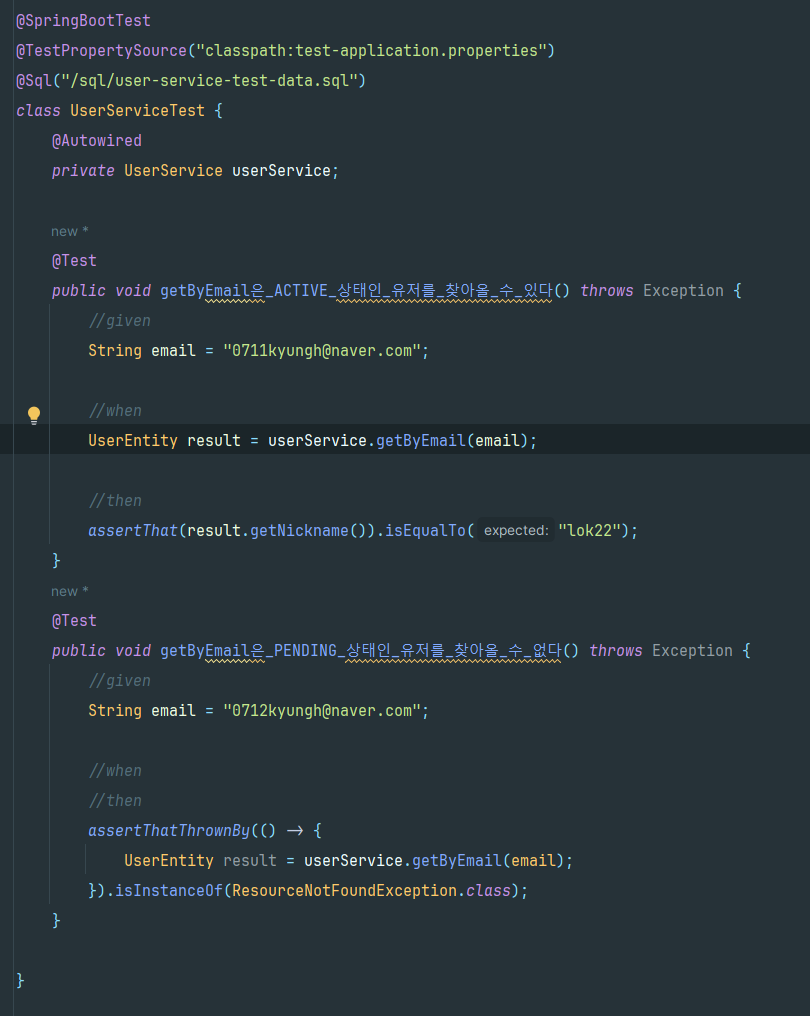 @SpringBootTest
@TestPropertySource("classpath:test-application.properties")
@Sql("/sql/user-service-test-data.sql")
class UserServiceTest {
@Autowired
private UserService userService;
new *
@Test
public void getByEmail은_ACTIVE_상태인_유저를_찾아올_수_있다() throws Exception {
//given
String email = "0711kyungh@naver.com";
//when
UserEntity result = userService.getByEmail(email);
//then
assertThat(result.getNickname()).isEqualTo( expected: "lok22");
}
new *
@Test
public void getByEmail은_PENDING_상태인_유저를_찾아올_수_없다() throws Exception {
//given
String email = "0712kyungh@naver.com";
//when
//then
assertThatThrownBy(() -> {
UserEntity result = userService.getByEmail(email);
}).isInstanceOf(ResourceNotFoundException.class);
}
}